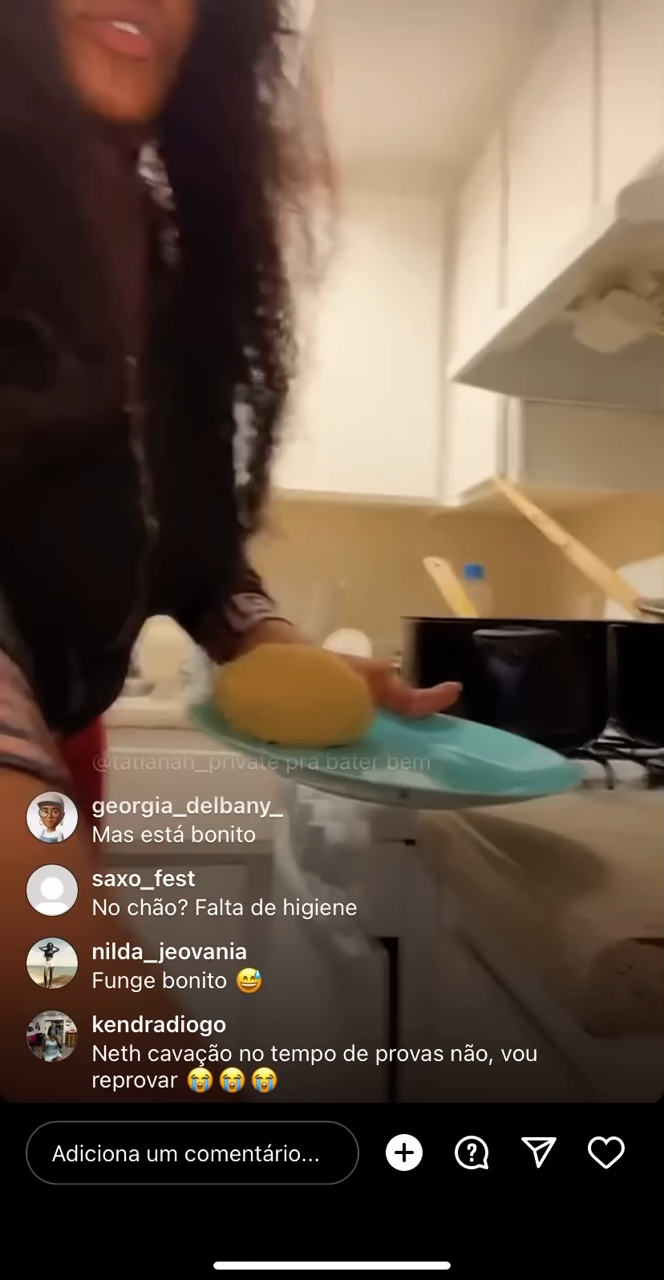 @tatianah_private pra bater bem
georgia_delbany_
Mas está bonito
saxo_fest
No chão? Falta de higiene
nilda_jeovania
Funge bonito 😅
kendradiogo
Neth cavação no tempo de provas não, vou
reprovar 😭😭😭
Adiciona um comentário...